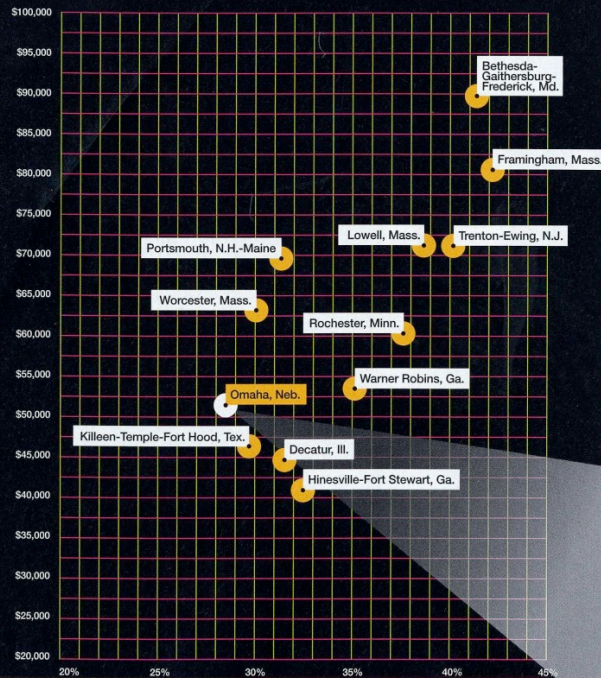 $100,000
$95,000
Bethesda-
Gaithersburg-
Frederick, Md.
$90,000
$85,000
$80,000
Framingham, Mass.
$75,000
Lowell, Mass.
Trenton-Ewing, N.J.
Portsmouth, N.H.-Maine
$70,000
$65,000
Worcester, Mass.
$60,000
Rochester, Minn.
$55,000
Warner Robins, Ga.
Omaha, Neb.
$50,000
Killeen-Temple-Fort Hood, Tex.
$45,000
Decatur, Ill.
Hinesville-Fort Stewart, Ga.
$40,000
$35,000
$30,000
$25,000
$20,000
20%
25%
30%
35%
40%
45%